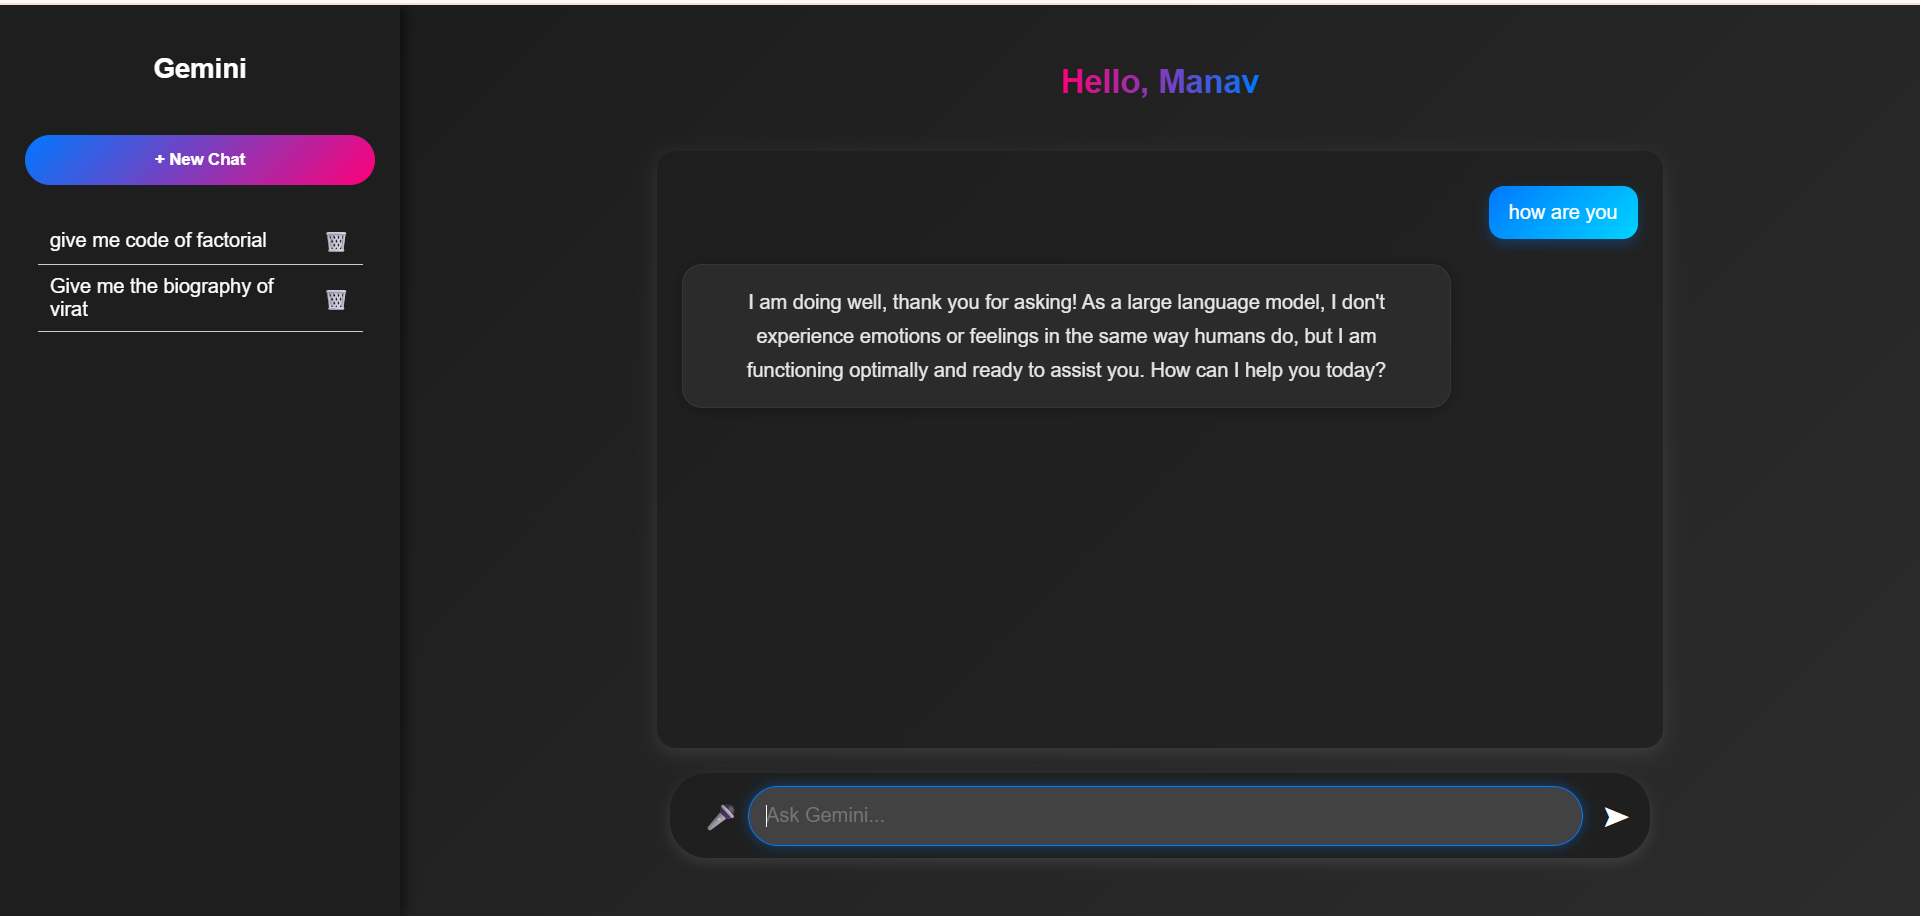 Gemini
+ New Chat
give me code of factorial
Give me the biography of
virat
Hello, Manav
how are you
I am doing well, thank you for asking! As a large language model, I don't
experience emotions or feelings in the same way humans do, but I am
functioning optimally and ready to assist you. How can I help you today?
Ask Gemini...